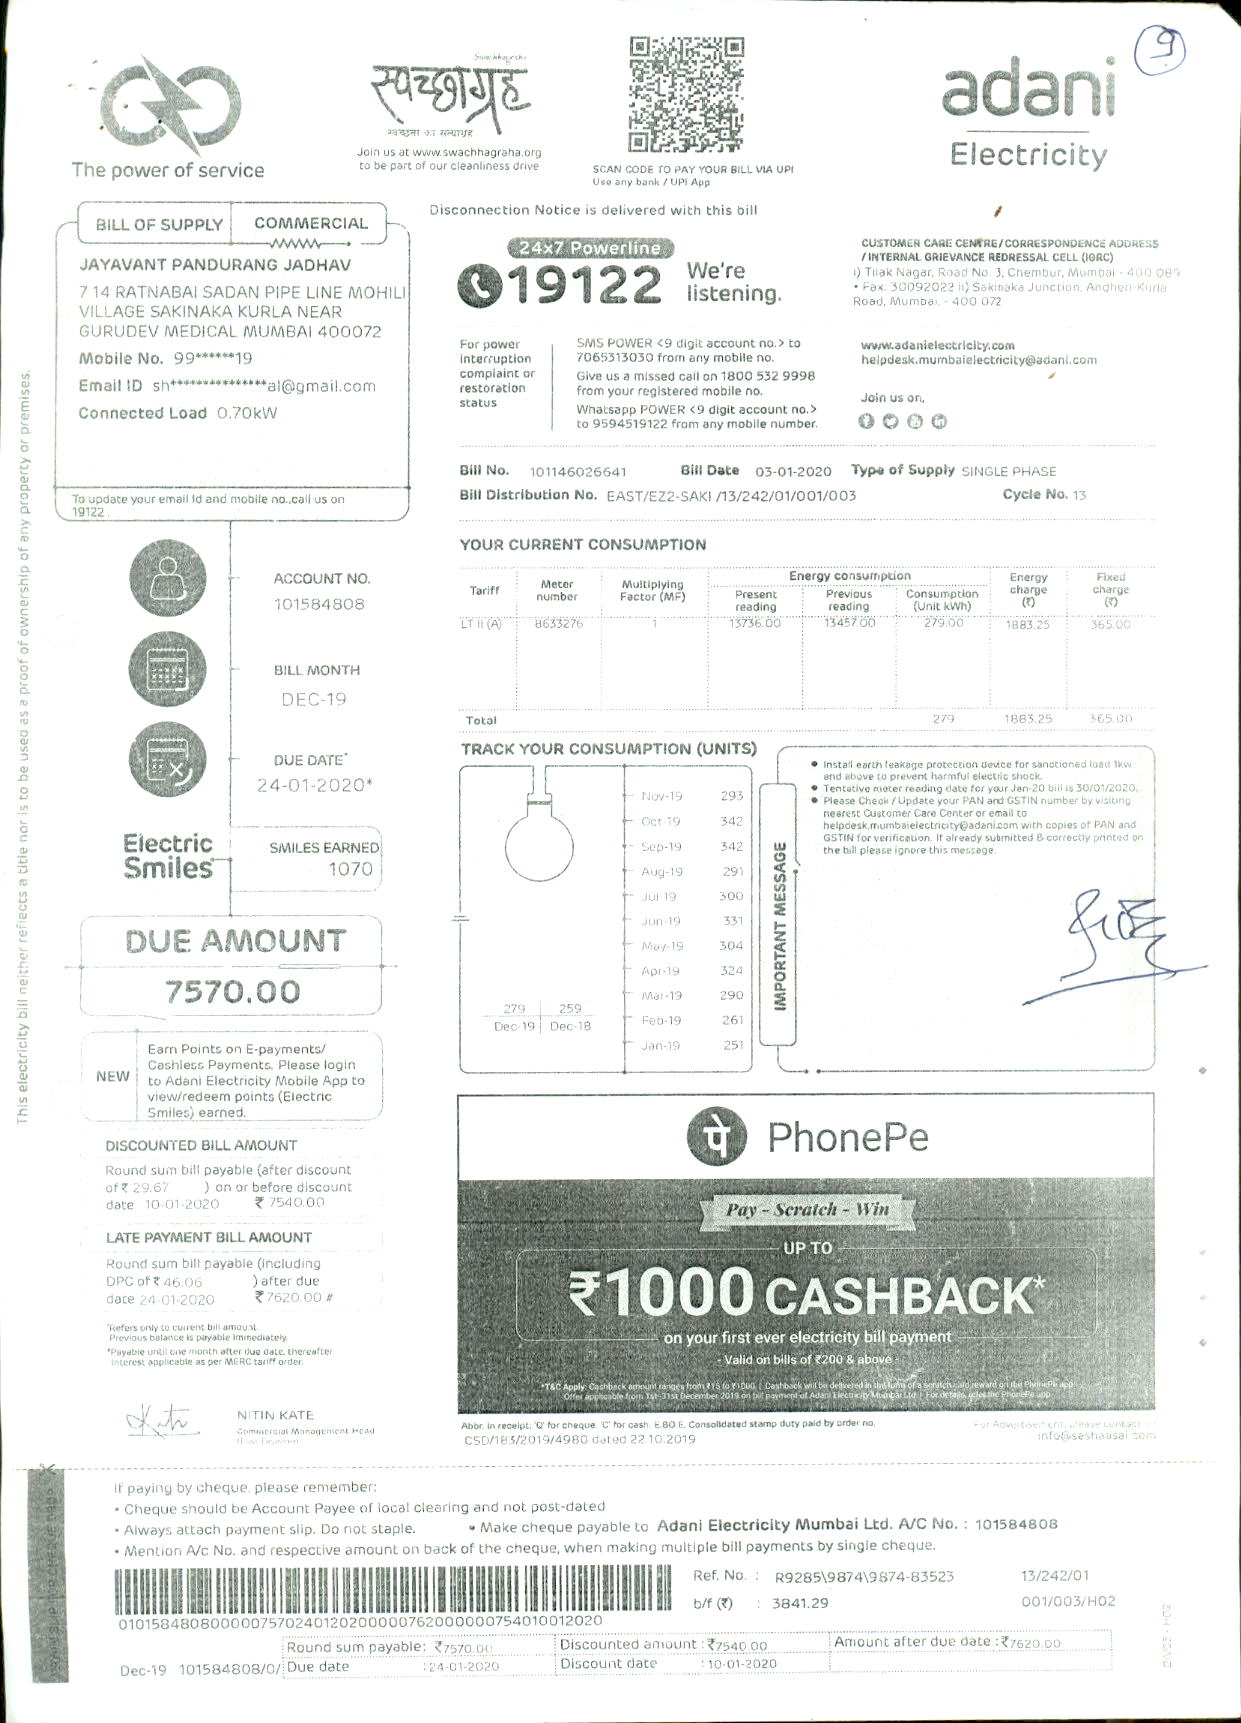 9
The power of service
Swachhagraha
स्वच्छाग्रह
स्वच्छता का सत्याग्रह
Join us at www.swachhagraha.org
to be part of our cleanliness drive
SCAN CODE TO PAY YOUR BILL VIA UPI
Use any bank / UPI App
adani
Electricity
Disconnection Notice is delivered with this bill
BILL OF SUPPLY COMMERCIAL
JAYAVANT PANDURANG JADHAV
7 14 RATNABAI SADAN PIPE LINE MOHILI
VILLAGE SAKINAKA KURLA NEAR
GURUDEV MEDICAL MUMBAI 400072
Mobile No. 99******19
Email ID sh***************al@gmail.com
Connected Load 0.70kW
To update your email Id and mobile no.,call us on
19122
24x7 Powerline
19122 We're
listening.
CUSTOMER CARE CENTRE/CORRESPONDENCE ADDRESS
/ INTERNAL GRIEVANCE REDRESSAL CELL (IGRC)
i) Tilak Nagar, Road No. 3, Chembur, Mumbai - 400 089
• Fax: 30092022 ii) Sakinaka Junction, Andheri-Kurla
Road, Mumbai, - 400 072
For power
interruption
complaint or
restoration
status
SMS POWER <9 digit account no.> to
7065313030 from any mobile no.
Give us a missed call on 1800 532 9998
from your registered mobile no.
Whatsapp POWER <9 digit account no.>
to 9594519122 from any mobile number.
www.adanielectricity.com
helpdesk.mumbaielectricity@adani.com
Join us on,
Bill No. 101146026641 Bill Date 03-01-2020 Type of Supply SINGLE PHASE
Bill Distribution No. EAST/EZ2-SAKI /13/242/01/001/003 Cycle No. 13
ACCOUNT NO.
101584808
BILL MONTH
DEC-19
DUE DATE*
24-01-2020*
Electric
Smiles
SMILES EARNED
1070
DUE AMOUNT
7570.00
NEW
Earn Points on E-payments/
Cashless Payments. Please login
to Adani Electricity Mobile App to
view/redeem points (Electric
Smiles) earned.
DISCOUNTED BILL AMOUNT
Round sum bill payable (after discount
of ₹ 29.67 ) on or before discount
date 10-01-2020 ₹ 7540.00
LATE PAYMENT BILL AMOUNT
Round sum bill payable (including
DPC of ₹ 46.06 ) after due
date 24-01-2020 ₹ 7620.00 #
*Refers only to current bill amount.
Previous balance is payable immediately.
*Payable until one month after due date, thereafter
Interest applicable as per MERC tariff order.
NITIN KATE
Commercial Management Head
YOUR CURRENT CONSUMPTION
Tariff Meter number Multiplying Factor (MF) Energy consumption Energy charge (₹) Fixed charge (₹)
Present reading Previous reading Consumption (Unit kWh)
LT II (A) 8633276 1 13736.00 13457.00 279.00 1883.25 365.00
Total 279 1883.25 365.00
TRACK YOUR CONSUMPTION (UNITS)
Nov-19 293
Oct-19 342
Sep-19 342
Aug-19 291
Jul-19 300
Jun-19 331
May-19 304
Apr-19 324
Mar-19 290
Feb-19 261
Jan-19 251
279 259
Dec-19 Dec-18
IMPORTANT MESSAGE
• Install earth leakage protection device for sanctioned load 1kw
and above to prevent harmful electric shock.
• Tentative meter reading date for your Jan-20 bill is 30/01/2020.
• Please Check / Update your PAN and GSTIN number by visiting
nearest Customer Care Center or email to
helpdesk.mumbaielectricity@adani.com with copies of PAN and
GSTIN for verification. If already submitted & correctly printed on
the bill please ignore this message.
पे PhonePe
Pay - Scratch - Win
UP TO
₹1000 CASHBACK*
on your first ever electricity bill payment
- Valid on bills of ₹200 & above -
*T&C Apply: Cashback amount ranges from ₹15 to ₹1000 | Cashback will be delivered in the form of a scratch card reward on the PhonePe app
Offer applicable from 1st-31st December 2019 on bill payment of Adani Electricity Mumbai Ltd
Abbr. in receipt: 'Q' for cheque. 'C' for cash. E.&O.E. Consolidated stamp duty paid by order no.
CSD/183/2019/4980 dated 22.10.2019
For Advertisement, please contact
info@seshaasai.com
This electricity bill neither reflects a title nor is to be used as a proof of ownership of any property or premises.
If paying by cheque, please remember:
• Cheque should be Account Payee of local clearing and not post-dated
• Always attach payment slip. Do not staple. • Make cheque payable to Adani Electricity Mumbai Ltd. A/C No. : 101584808
• Mention A/c No. and respective amount on back of the cheque, when making multiple bill payments by single cheque.
Ref. No. : R9285\9874\9874-83523 13/242/01
b/f (₹) : 3841.29 001/003/H02
Round sum payable: ₹7570.00 Discounted amount : ₹7540.00 Amount after due date : ₹7620.00
Dec-19 101584808/0/ Due date : 24-01-2020 Discount date : 10-01-2020